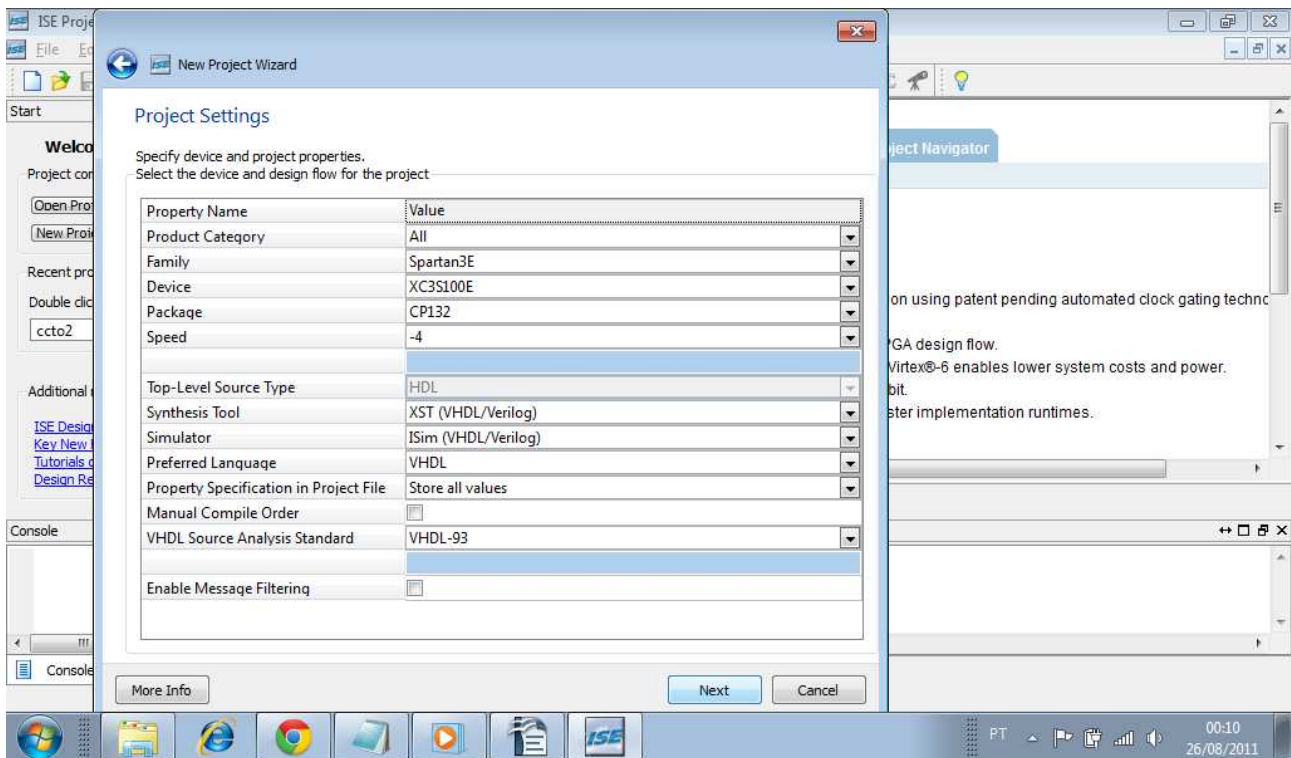 ISE Proje
File Ed
New Project Wizard
Start
Project Settings
Welco
Project com
Specify device and project properties.
Select the device and design flow for the project
Open Proj
New Proje
Property Name Value
Product Category All
Family Spartan3E
Device XC3S100E
Package CP132
Speed -4
Top-Level Source Type HDL
Synthesis Tool XST (VHDL/Verilog)
Simulator ISim (VHDL/Verilog)
Preferred Language VHDL
Property Specification in Project File Store all values
Manual Compile Order
VHDL Source Analysis Standard VHDL-93
Enable Message Filtering
More Info Next Cancel
Recent pro
Double clic
ccto2
Additional r
ISE Design
Key New F
Tutorials o
Design Re
ject Navigator
on using patent pending automated clock gating techno
GA design flow.
Virtex®-6 enables lower system costs and power.
bit.
ster implementation runtimes.
Console
Console
ISE
PT 00:10
26/08/2011